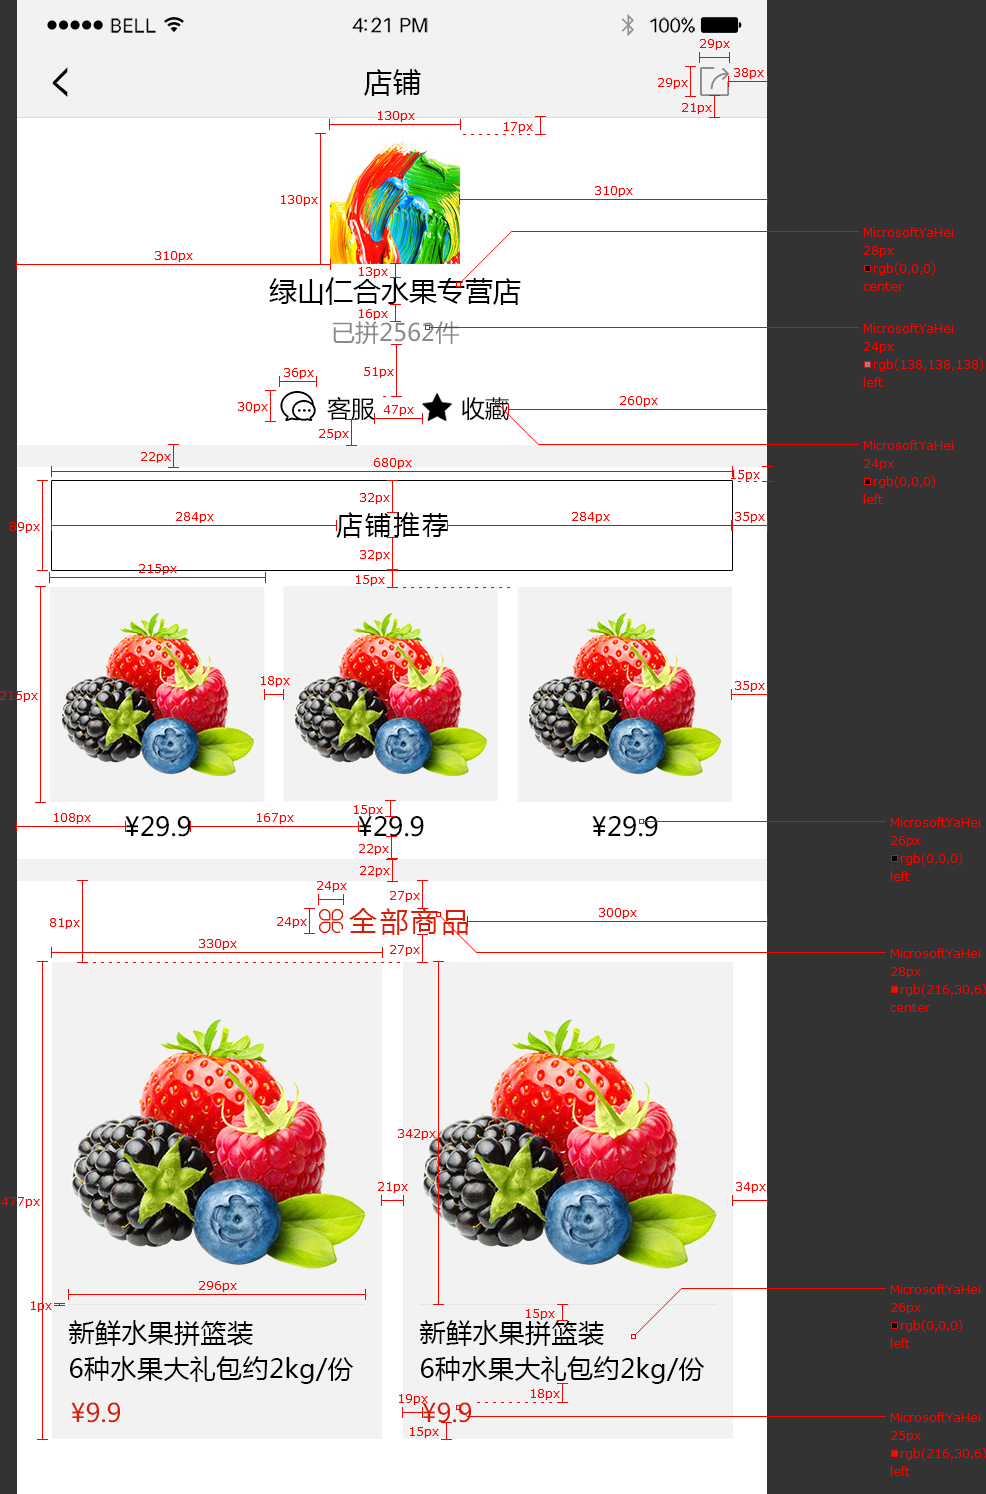 ●●●●● BELL 4:21 PM 100%
29px
店铺
29px 38px
21px
130px
17px
130px
310px
310px
13px
绿山仁合水果专营店
MicrosoftYaHei
28px
rgb(0,0,0)
center
16px
已拼2562件
MicrosoftYaHei
24px
rgb(138,138,138)
left
36px 51px
30px 客服 47px 收藏 260px
25px
MicrosoftYaHei
24px
rgb(0,0,0)
left
22px
680px
15px
32px
89px 284px 店铺推荐 284px 35px
32px
215px
15px
18px
215px 35px
15px
108px ¥29.9 167px ¥29.9 ¥29.9
MicrosoftYaHei
26px
rgb(0,0,0)
left
22px
22px
24px
27px
81px 24px 全部商品 300px
330px 27px
MicrosoftYaHei
28px
rgb(216,30,6)
center
342px
477px 21px 34px
296px
1px
15px
MicrosoftYaHei
26px
rgb(0,0,0)
left
新鲜水果拼篮装 新鲜水果拼篮装
6种水果大礼包约2kg/份 6种水果大礼包约2kg/份
19px 18px
¥9.9 ¥9.9
15px
MicrosoftYaHei
25px
rgb(216,30,6)
left